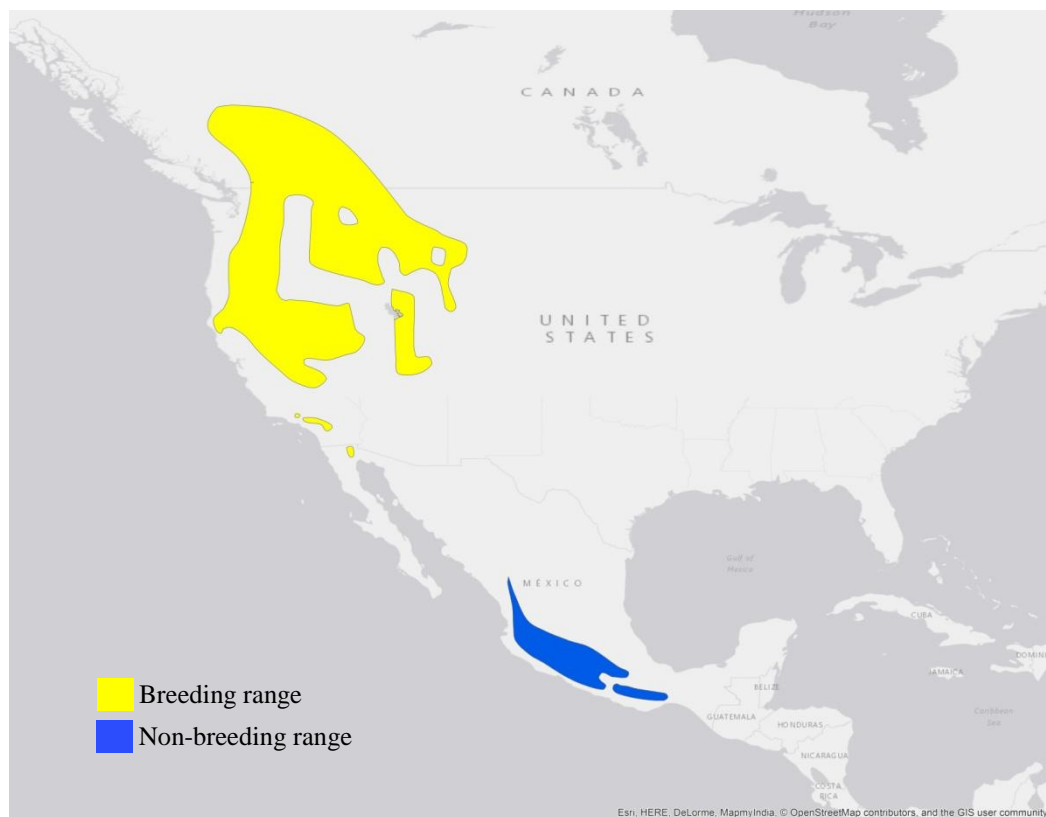 Hudson
Bay
CANADA
UNITED
STATES
Gulf of
Mexico
MÉXICO
CUBA
DOMINI
JAMAICA
BELIZE
Caribbean
Sea
GUATEMALA
HONDURAS
NICARAGUA
COSTA
RICA
Breeding range
Non-breeding range
Esri, HERE, DeLorme, MapmyIndia, © OpenStreetMap contributors, and the GIS user community